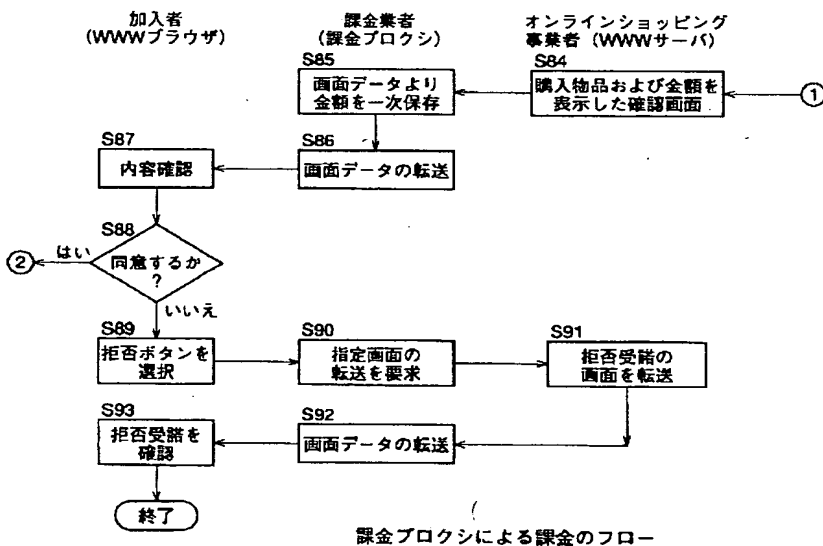 加入者
(WWWブラウザ)
課金業者
(課金プロクシ)
オンラインショッピング
事業者 (WWWサーバ)
S84
購入物品および金額を
表示した確認画面
①
S85
画面データより
金額を一次保存
S86
画面データの転送
S87
内容確認
S88
同意するか
?
はい
②
いいえ
S89
拒否ボタンを
選択
S90
指定画面の
転送を要求
S91
拒否受諾の
画面を転送
S92
画面データの転送
S93
拒否受諾を
確認
終了
課金プロクシによる課金のフロー